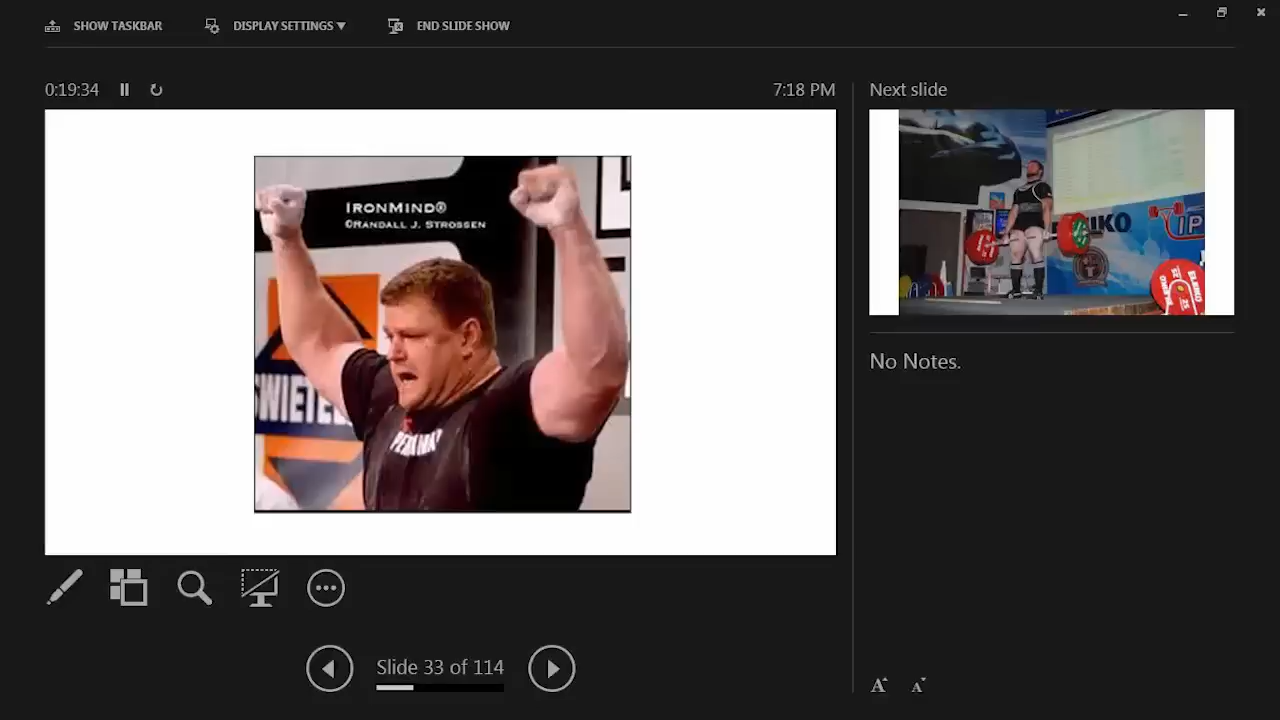 SHOW TASKBAR
DISPLAY SETTINGS
END SLIDE SHOW
0:19:34
7:18 PM
Next slide
IRONMIND®
©RANDALL J. STROSSEN
No Notes.
Slide 33 of 114
A
A